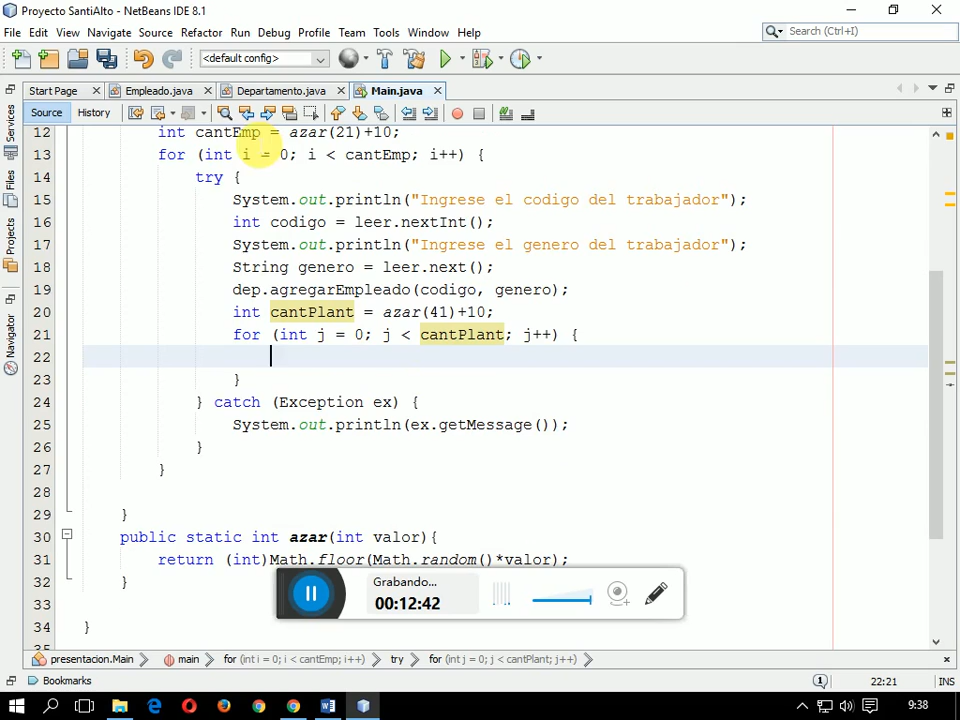 Proyecto SantiAlto - NetBeans IDE 8.1
File Edit View Navigate Source Refactor Run Debug Profile Team Tools Window Help
Search (Ctrl+I)
<default config>
Start Page
Empleado.java
Departamento.java
Main.java
Source
History
Services
Files
Projects
Navigator
12 int cantEmp = azar(21)+10;
13 for (int i = 0; i < cantEmp; i++) {
14 try {
15 System.out.println("Ingrese el codigo del trabajador");
16 int codigo = leer.nextInt();
17 System.out.println("Ingrese el genero del trabajador");
18 String genero = leer.next();
19 dep.agregarEmpleado(codigo, genero);
20 int cantPlant = azar(41)+10;
21 for (int j = 0; j < cantPlant; j++) {
22
23 }
24 } catch (Exception ex) {
25 System.out.println(ex.getMessage());
26 }
27 }
28
29 }
30 public static int azar(int valor){
31 return (int)Math.floor(Math.random()*valor);
32 }
33
34 }
35
Grabando...
00:12:42
presentacion.Main
main
for (int i = 0; i < cantEmp; i++)
try
for (int j = 0; j < cantPlant; j++)
Bookmarks
1
22:21
INS
9:38